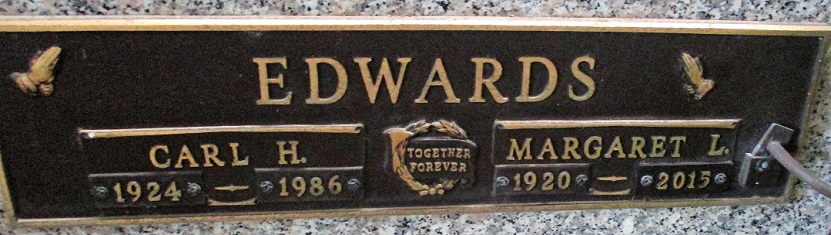 EDWARDS
CARL H.
1924 1986
TOGETHER
FOREVER
MARGARET L.
1920 2015